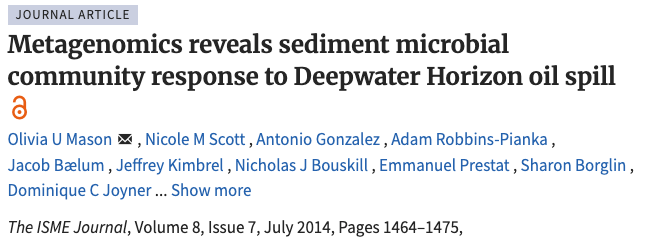 JOURNAL ARTICLE
Metagenomics reveals sediment microbial
community response to Deepwater Horizon oil spill
Olivia U Mason , Nicole M Scott , Antonio Gonzalez , Adam Robbins-Pianka ,
Jacob Bælum , Jeffrey Kimbrel , Nicholas J Bouskill , Emmanuel Prestat , Sharon Borglin ,
Dominique C Joyner ... Show more
The ISME Journal, Volume 8, Issue 7, July 2014, Pages 1464–1475,